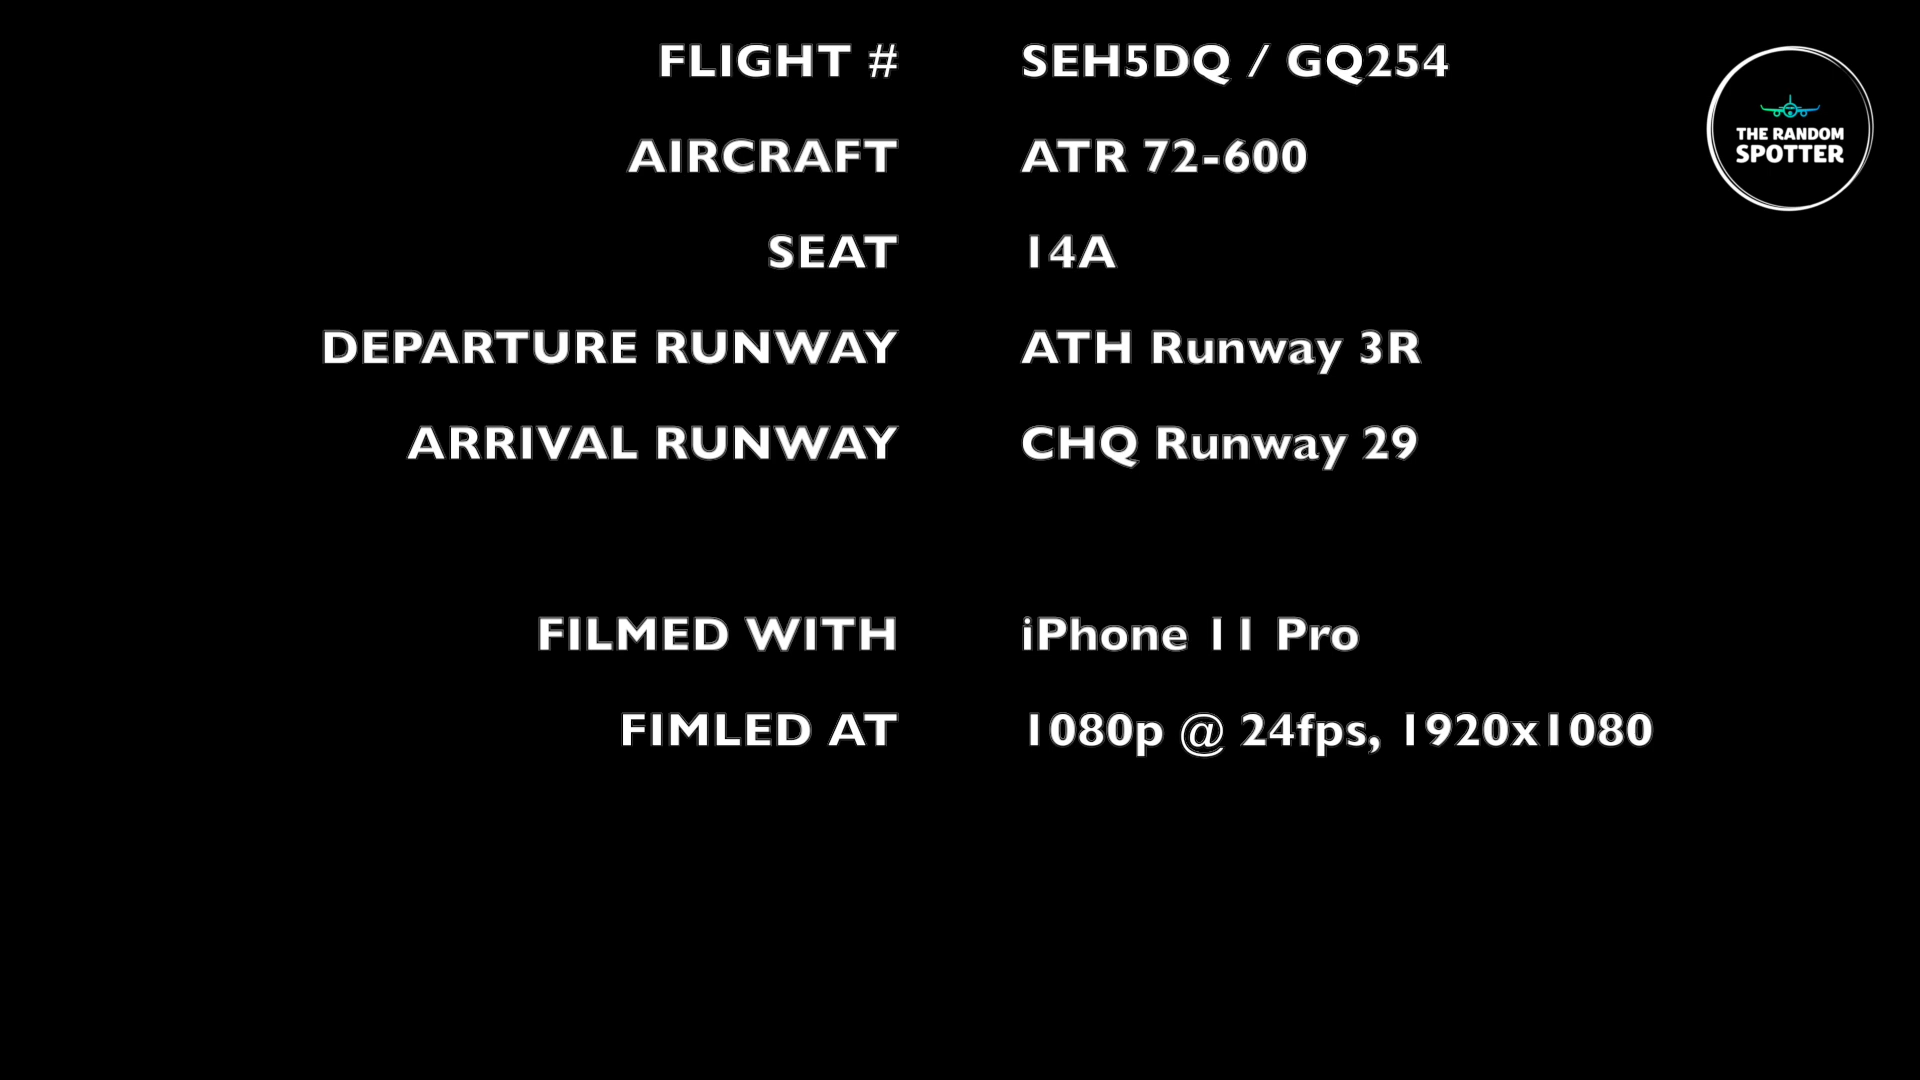 FLIGHT # SEH5DQ / GQ254
AIRCRAFT ATR 72-600
SEAT 14A
DEPARTURE RUNWAY ATH Runway 3R
ARRIVAL RUNWAY CHQ Runway 29
FILMED WITH iPhone 11 Pro
FIMLED AT 1080p @ 24fps, 1920x1080
THE RANDOM
SPOTTER